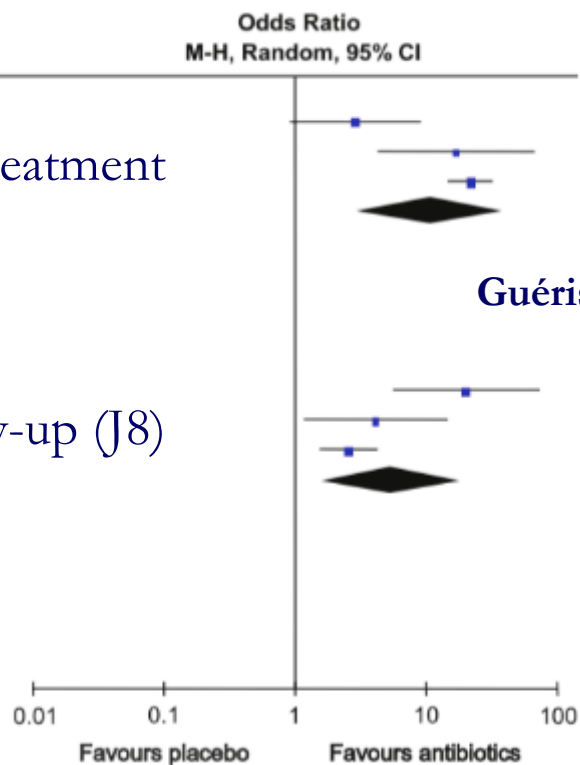 Odds Ratio
M-H, Random, 95% CI
eatment
Guéris
-up (J8)
0.01 0.1 1 10 100
Favours placebo Favours antibiotics